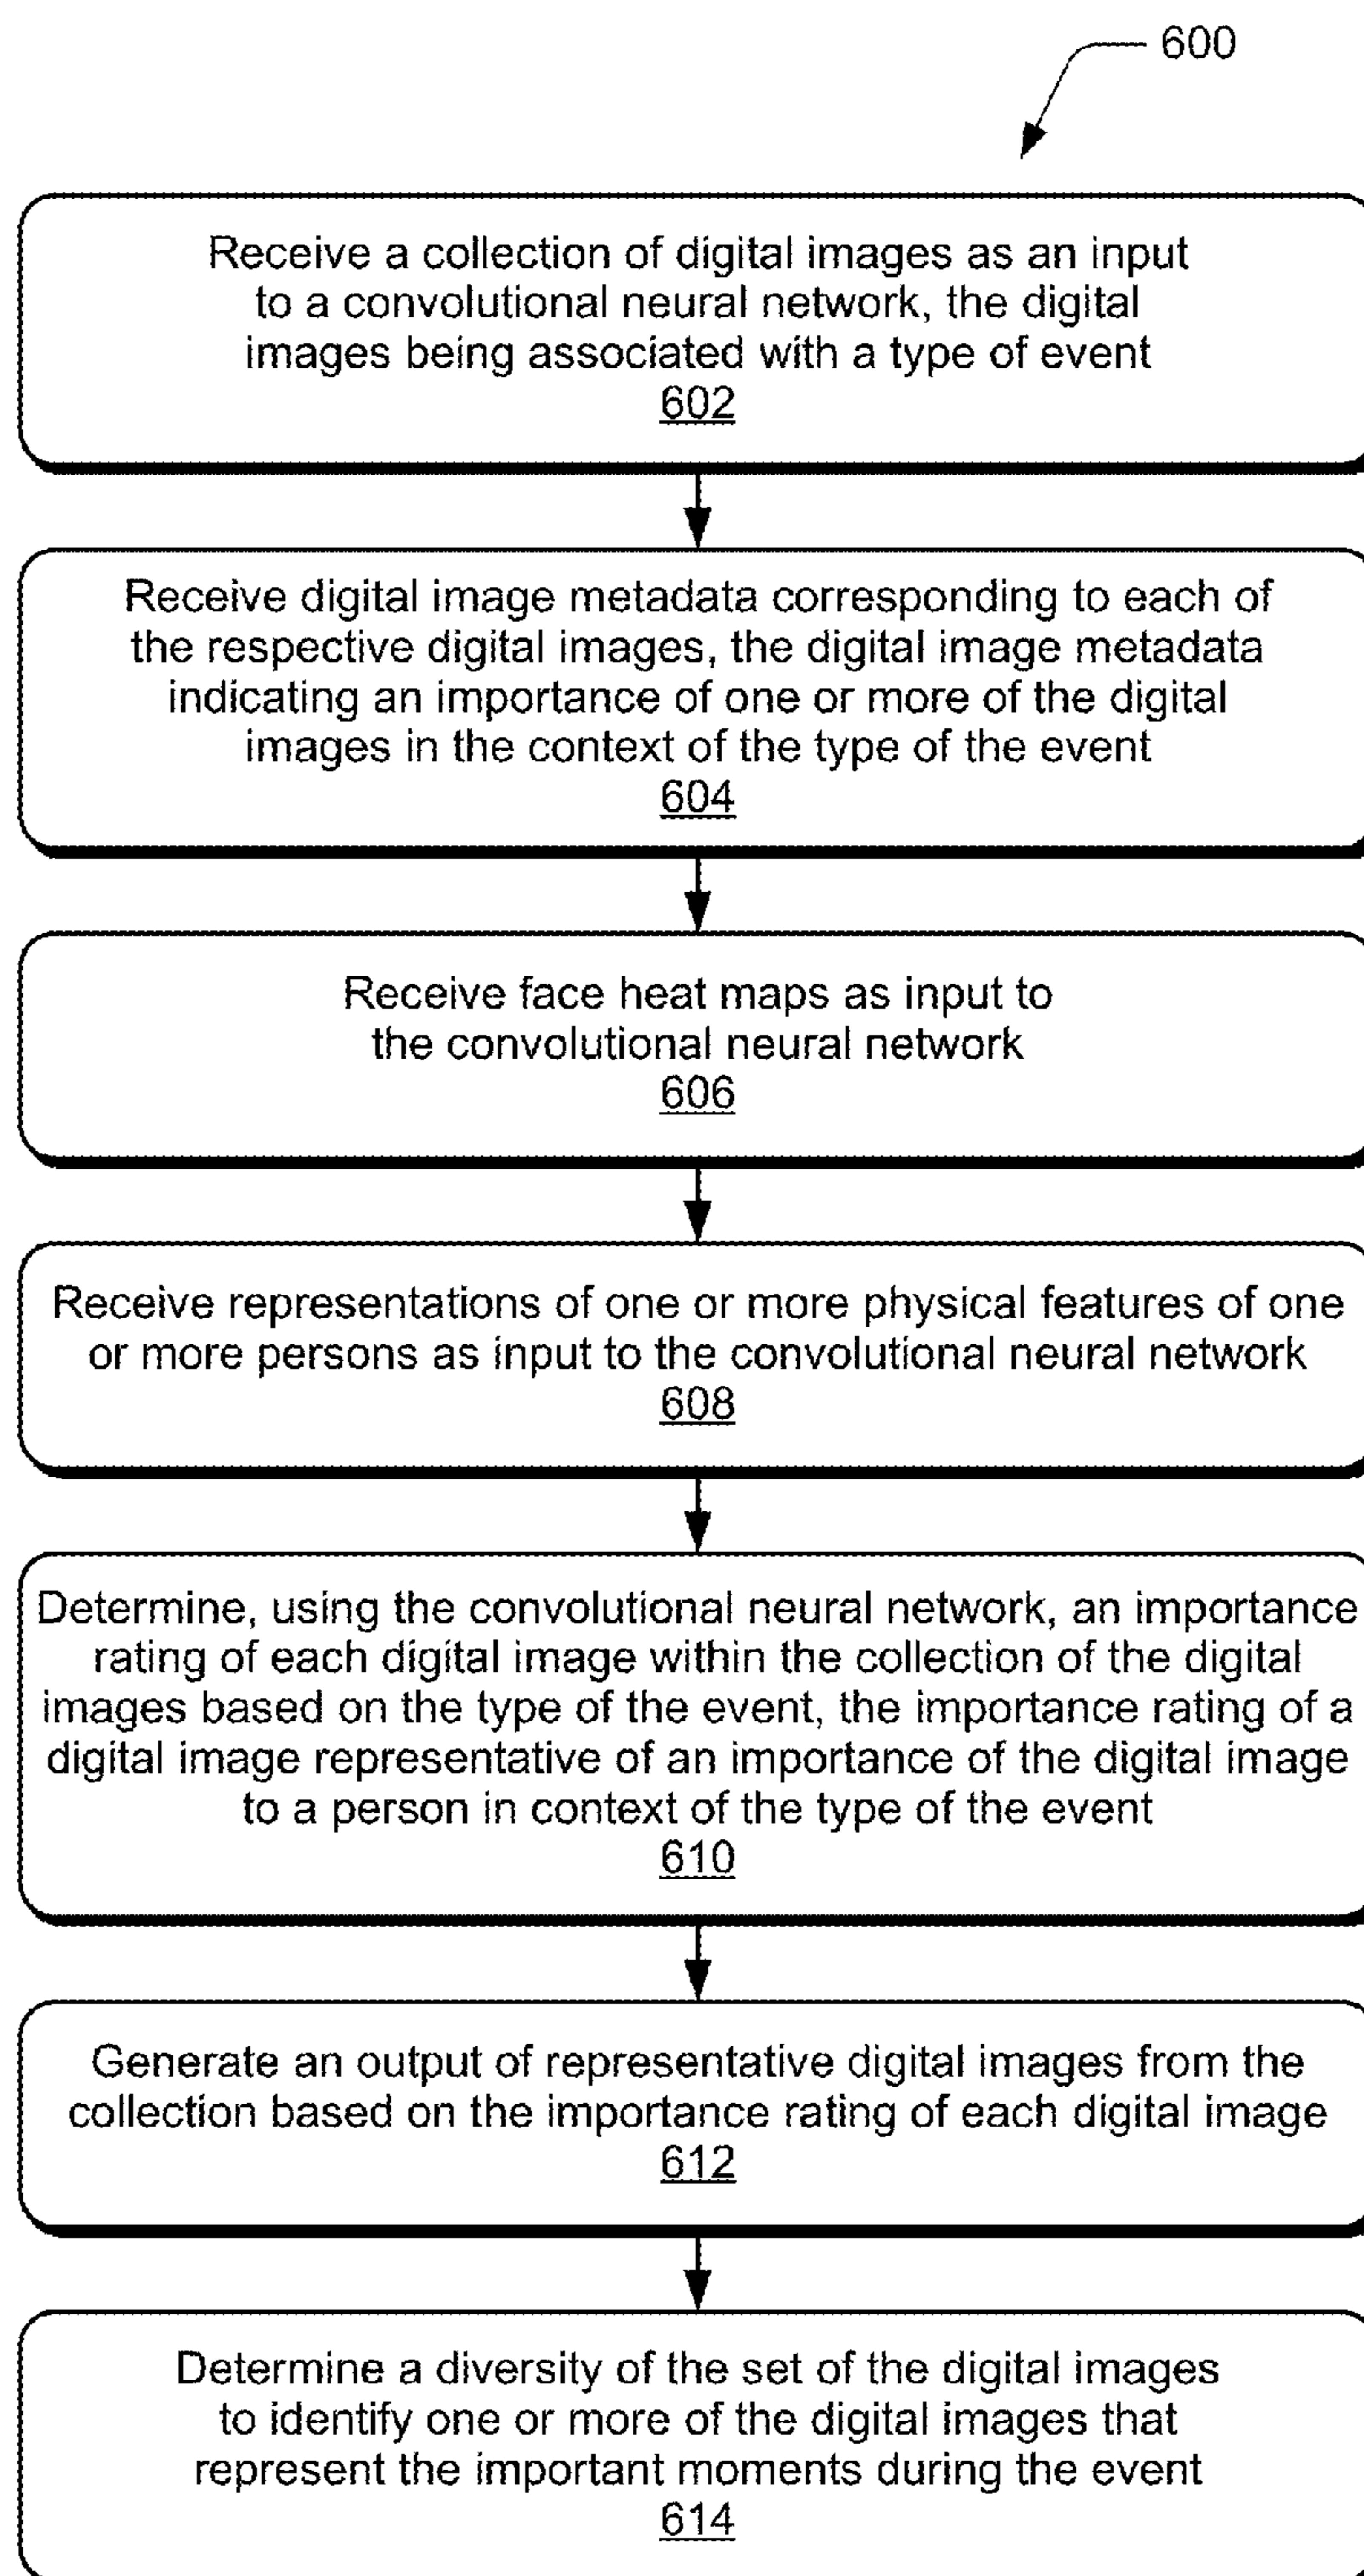 600
Receive a collection of digital images as an input
to a convolutional neural network, the digital
images being associated with a type of event
602
Receive digital image metadata corresponding to each of
the respective digital images, the digital image metadata
indicating an importance of one or more of the digital
images in the context of the type of the event
604
Receive face heat maps as input to
the convolutional neural network
606
Receive representations of one or more physical features of one
or more persons as input to the convolutional neural network
608
Determine, using the convolutional neural network, an importance
rating of each digital image within the collection of the digital
images based on the type of the event, the importance rating of a
digital image representative of an importance of the digital image
to a person in context of the type of the event
610
Generate an output of representative digital images from the
collection based on the importance rating of each digital image
612
Determine a diversity of the set of the digital images
to identify one or more of the digital images that
represent the important moments during the event
614